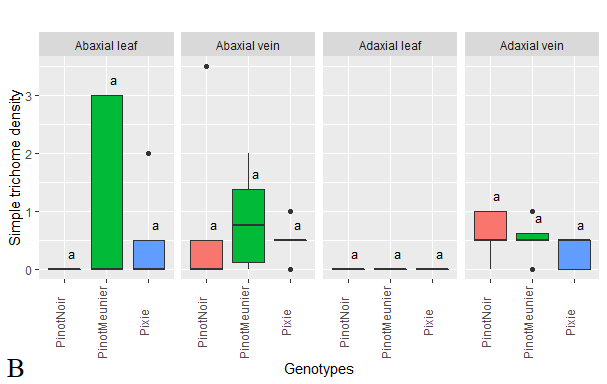 Abaxial leaf Abaxial vein Adaxial leaf Adaxial vein
Simple trichome density
3
2
1
0
a a a
a a a
a a a
a a a
PinotNoir PinotMeunier Pixie PinotNoir PinotMeunier Pixie PinotNoir PinotMeunier Pixie PinotNoir PinotMeunier Pixie
Genotypes
B